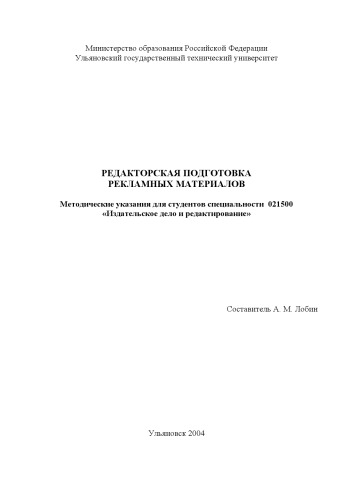 Министерство образования Российской Федерации
Ульяновский государственный технический университет
РЕДАКТОРСКАЯ ПОДГОТОВКА
РЕКЛАМНЫХ МАТЕРИАЛОВ
Методические указания для студентов специальности 021500
«Издательское дело и редактирование»
Составитель А. М. Лобин
Ульяновск 2004